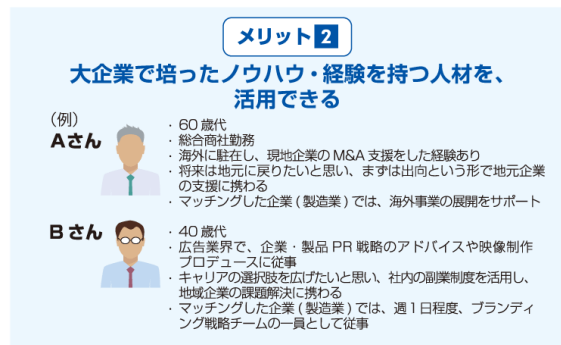 メリット2
大企業で培ったノウハウ・経験を持つ人材を、
活用できる
（例）
Aさん
・60歳代
・総合商社勤務
・海外に駐在し、現地企業のM&A支援をした経験あり
・将来は地元に戻りたいと思い、まずは出向という形で地元企業
の支援に携わる
・マッチングした企業(製造業)では、海外事業の展開をサポート
Bさん
・40歳代
・広告業界で、企業・製品PR戦略のアドバイスや映像制作
プロデュースに従事
・キャリアの選択肢を広げたいと思い、社内の副業制度を活用し、
地域企業の課題解決に携わる
・マッチングした企業(製造業)では、週1日程度、ブランディ
ング戦略チームの一員として従事